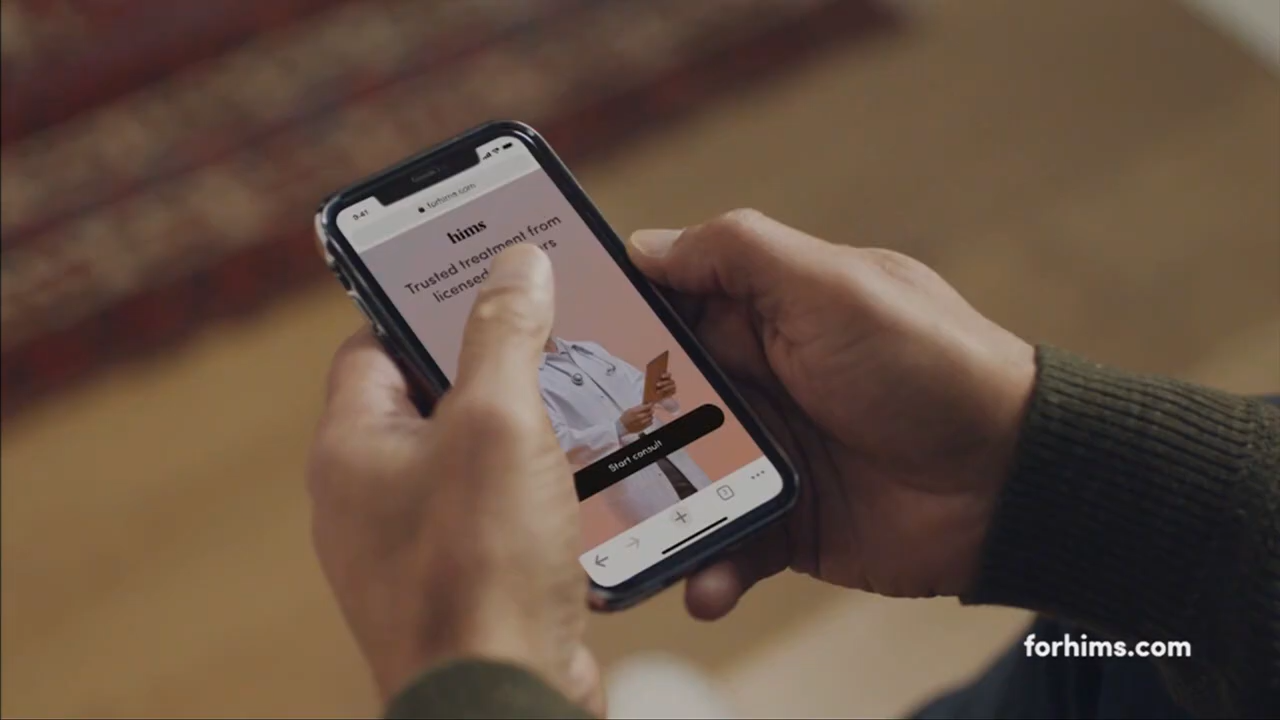 9:41
forhims.com
hims
Trusted treatment from
licensed
Start consult
forhims.com